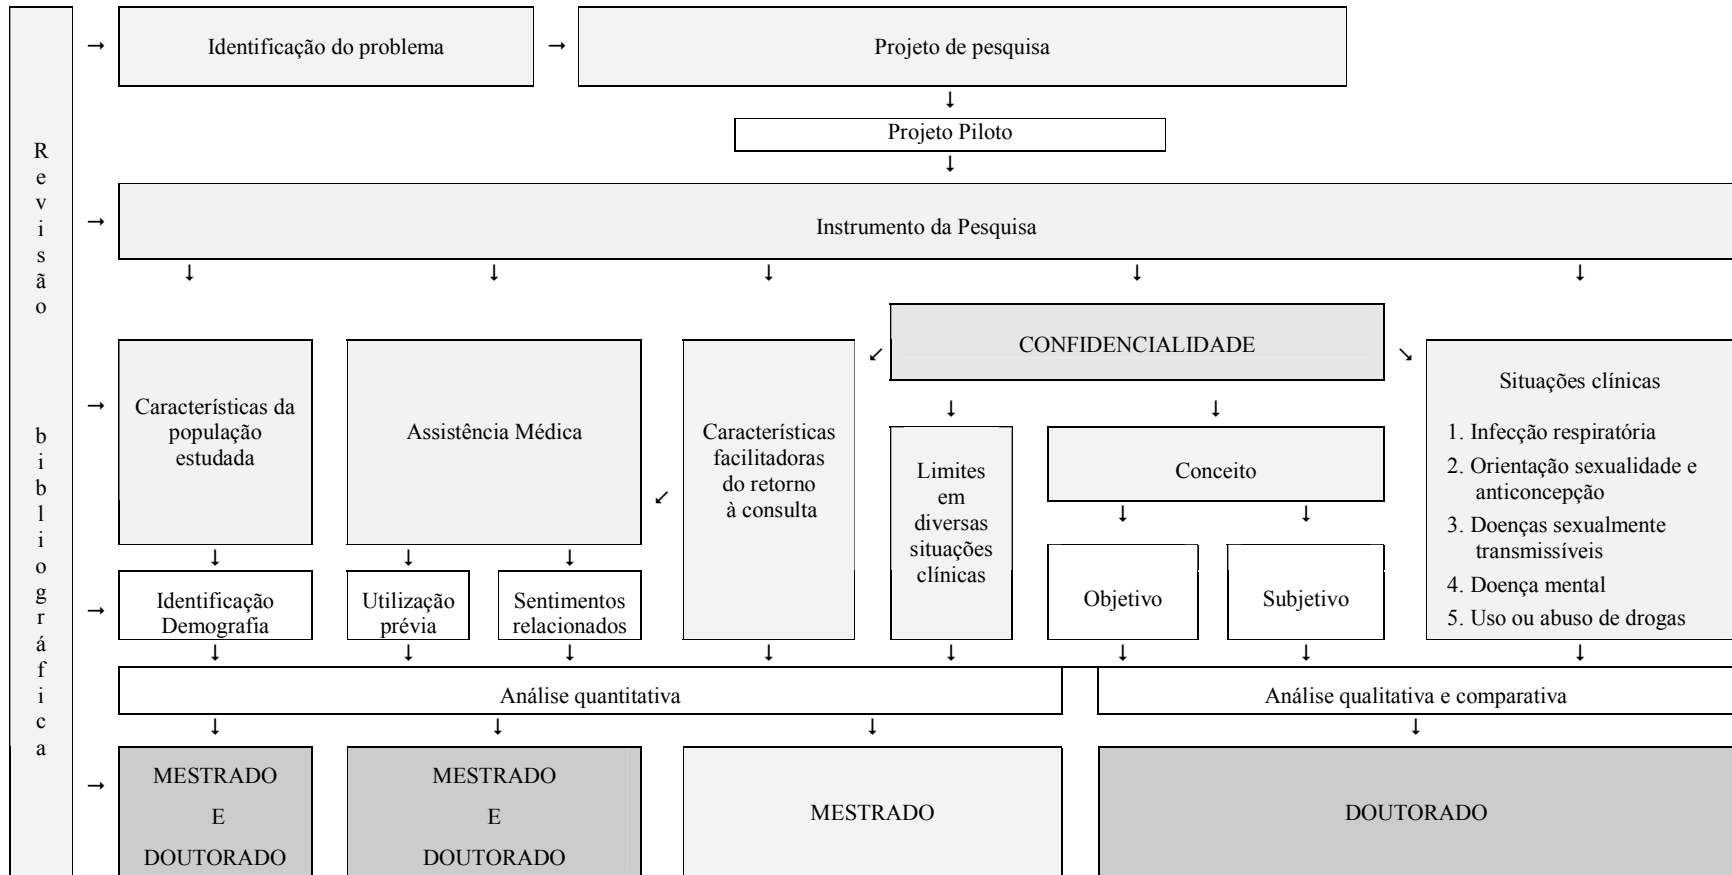 Revisão bibliográfica
Identificação do problema
Projeto de pesquisa
Projeto Piloto
Instrumento da Pesquisa
CONFIDENCIALIDADE
Características da
população
estudada
Assistência Médica
Características
facilitadoras
do retorno
à consulta
Limites
em
diversas
situações
clínicas
Conceito
Situações clínicas
1. Infecção respiratória
2. Orientação sexualidade e
anticoncepção
3. Doenças sexualmente
transmissíveis
4. Doença mental
5. Uso ou abuso de drogas
Identificação
Demografia
Utilização
prévia
Sentimentos
relacionados
Objetivo
Subjetivo
Análise quantitativa
Análise qualitativa e comparativa
MESTRADO
E
DOUTORADO
MESTRADO
E
DOUTORADO
MESTRADO
DOUTORADO